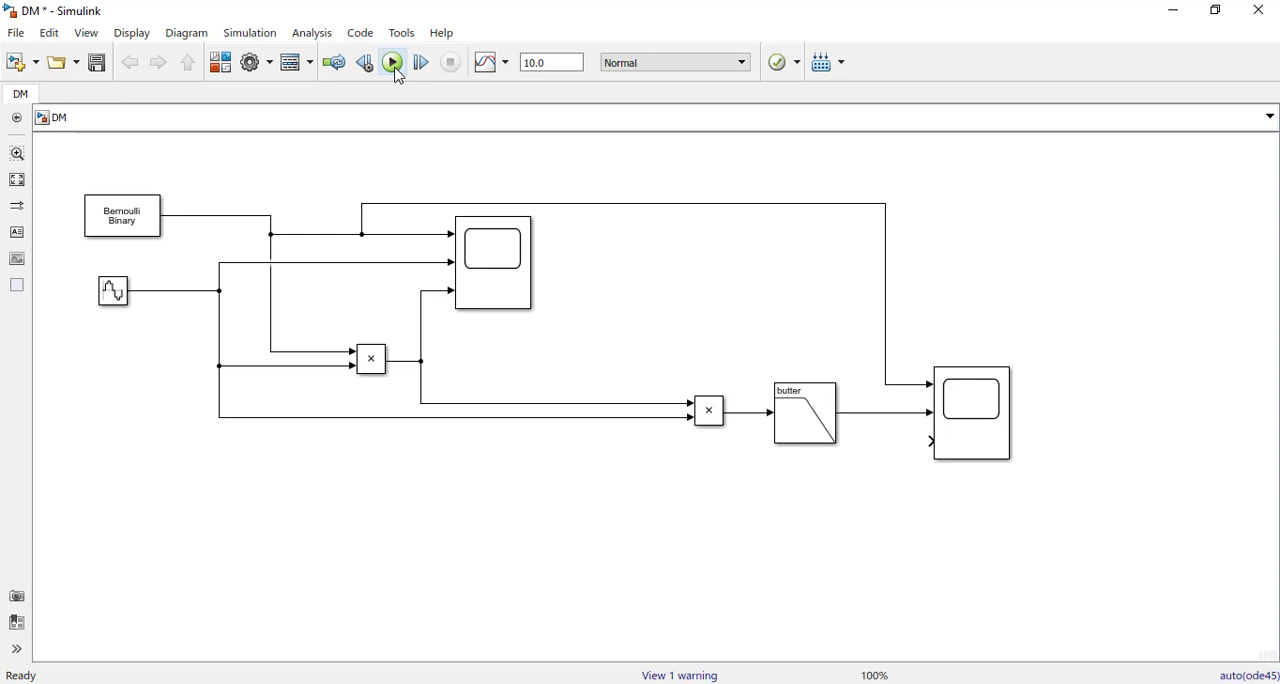 DM * - Simulink
File Edit View Display Diagram Simulation Analysis Code Tools Help
10.0 Normal
DM
DM
Bernoulli
Binary
×
×
butter
Ready View 1 warning 100% auto(ode45)